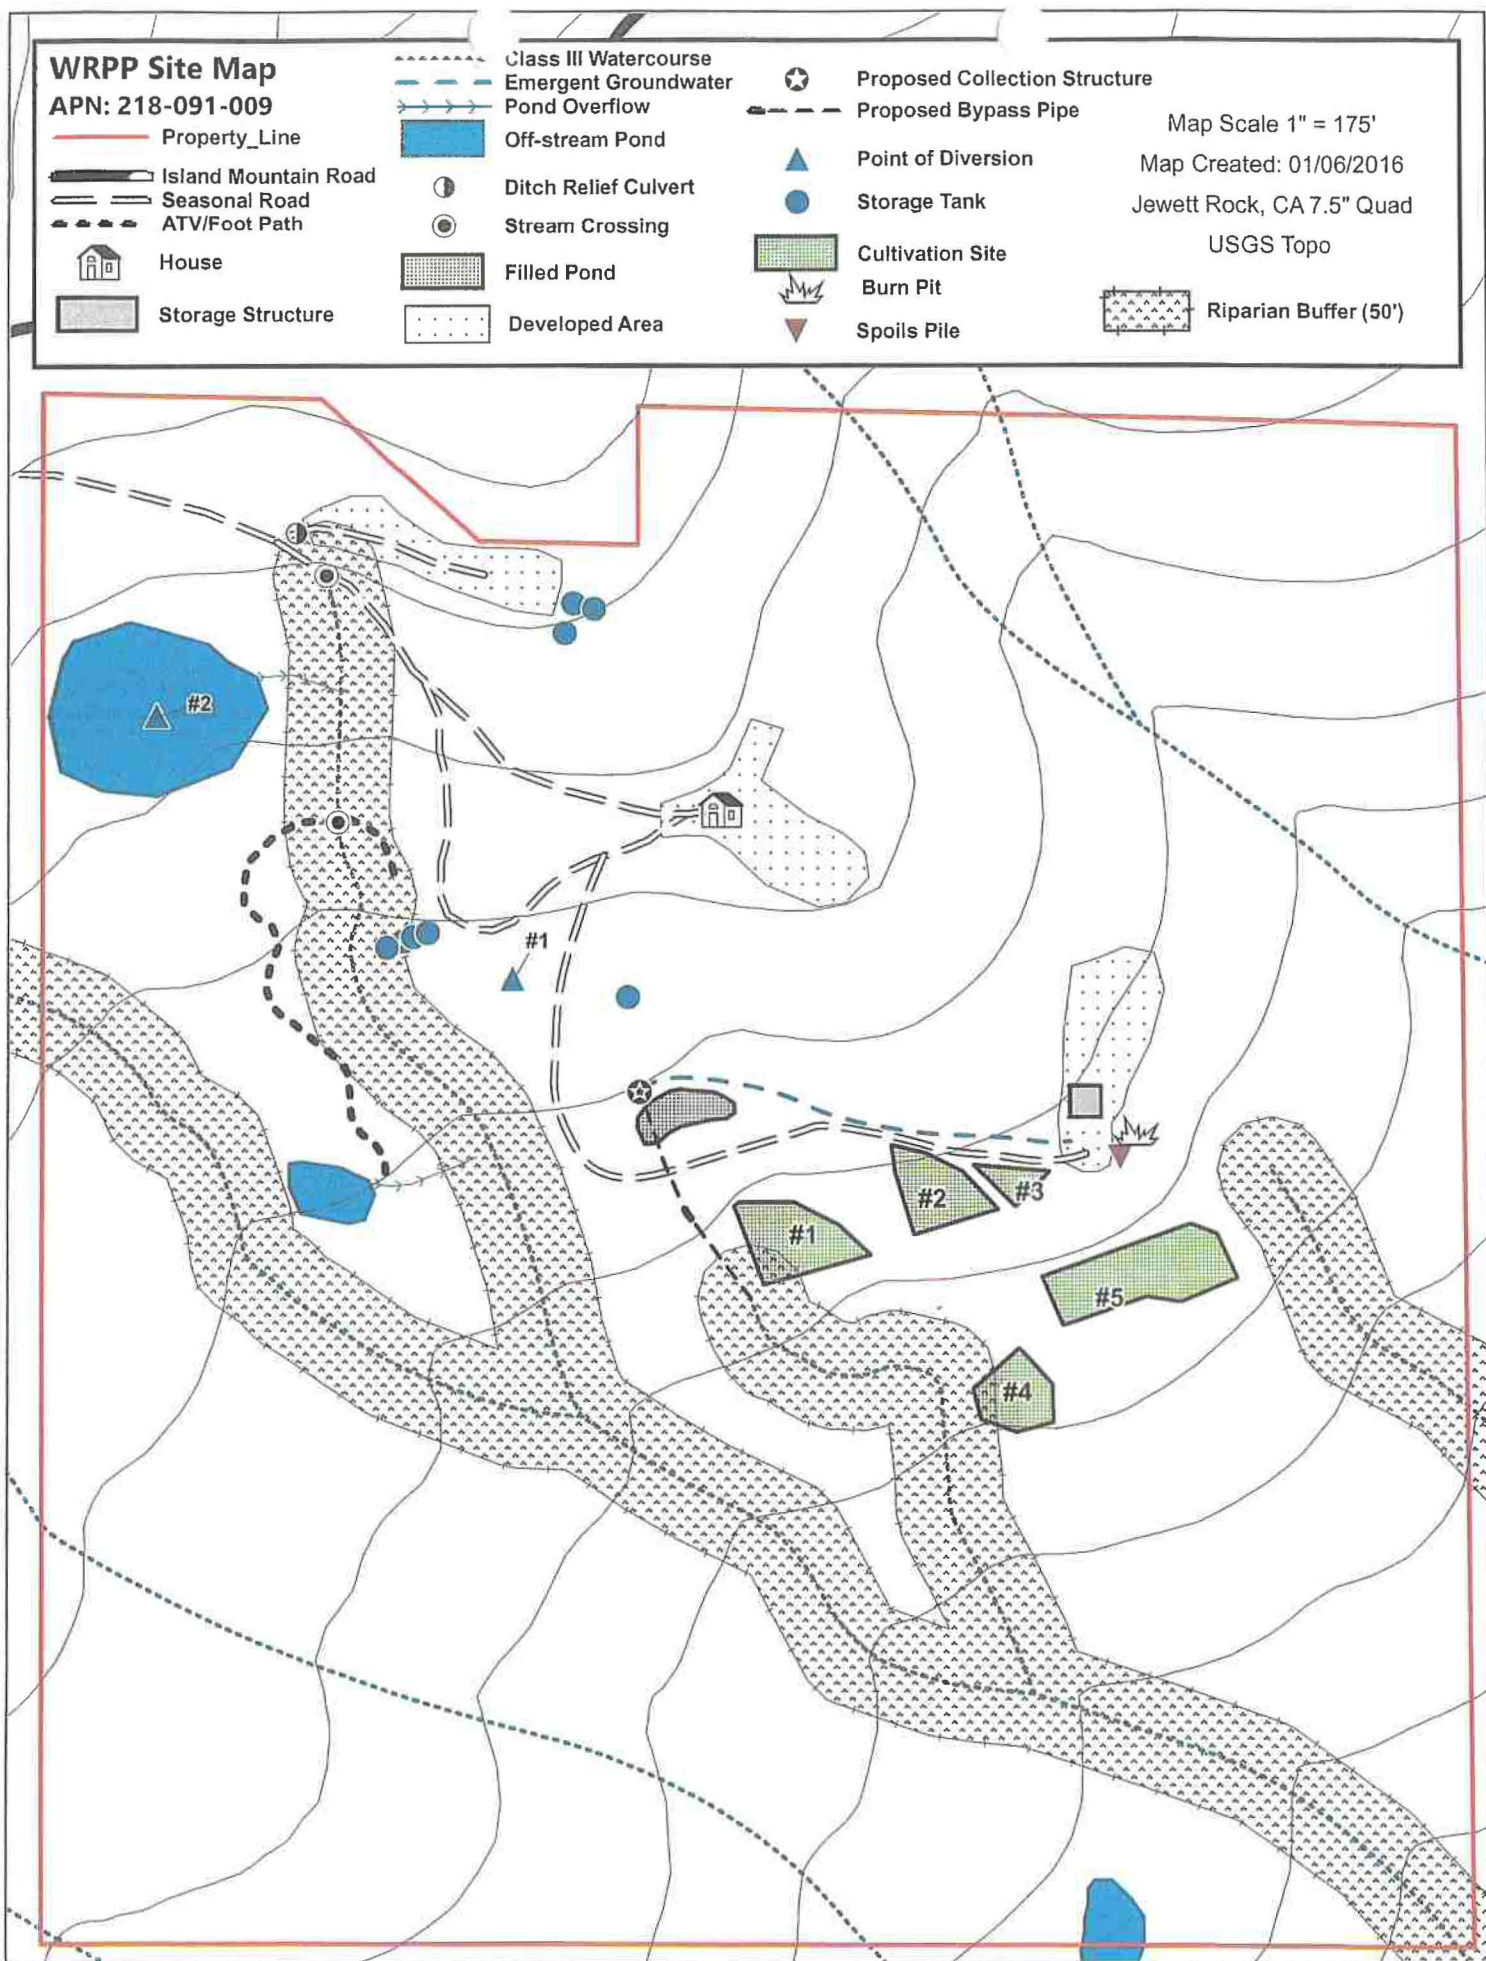 WRPP Site Map
APN: 218-091-009
Property_Line
Island Mountain Road
Seasonal Road
ATV/Foot Path
House
Storage Structure
Class III Watercourse
Emergent Groundwater
Pond Overflow
Off-stream Pond
Ditch Relief Culvert
Stream Crossing
Filled Pond
Developed Area
Proposed Collection Structure
Proposed Bypass Pipe
Point of Diversion
Storage Tank
Cultivation Site
Burn Pit
Spoils Pile
Map Scale 1" = 175'
Map Created: 01/06/2016
Jewett Rock, CA 7.5" Quad
USGS Topo
Riparian Buffer (50')
#2
#1
#2
#3
#1
#5
#4